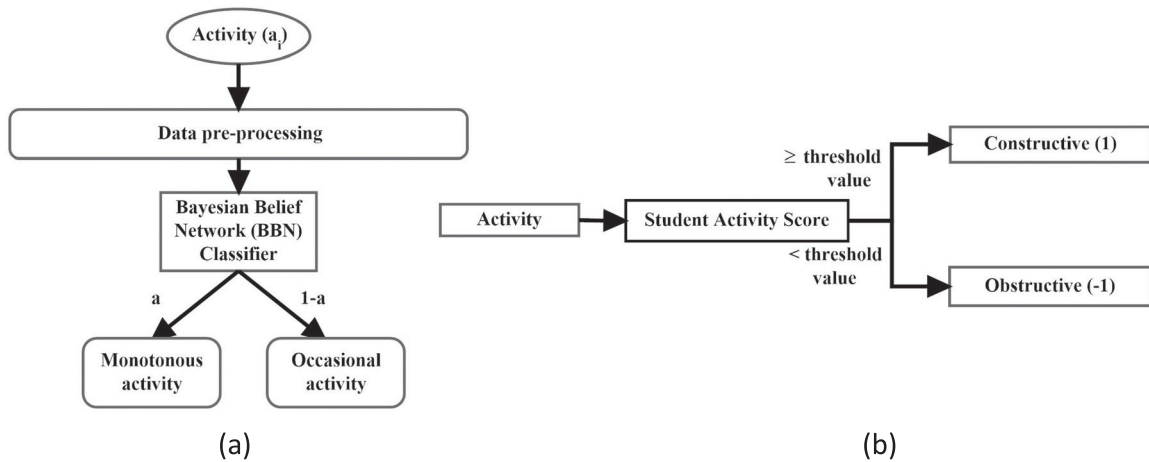 Activity (aᵢ)
Data pre-processing
Bayesian Belief
Network (BBN)
Classifier
a
1-a
Monotonous
activity
Occasional
activity
(a)
Activity
Student Activity Score
≥ threshold
value
< threshold
value
Constructive (1)
Obstructive (-1)
(b)